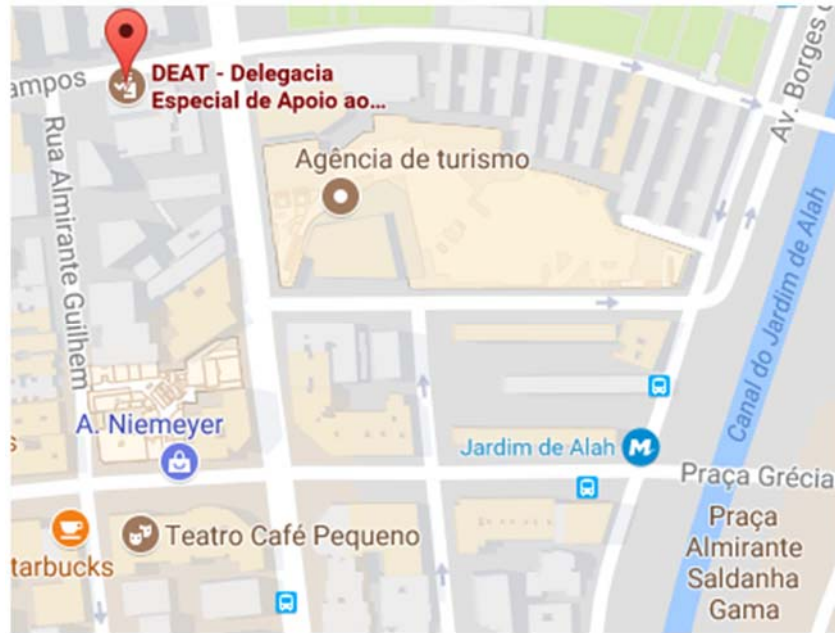 DEAT - Delegacia
Especial de Apoio ao...
ampos
Av. Borges
Rua Almirante Guilhem
Agência de turismo
Canal do Jardim de Alah
A. Niemeyer
Jardim de Alah
M
Praça Grécia
Teatro Café Pequeno
tarbucks
Praça
Almirante
Saldanha
Gama